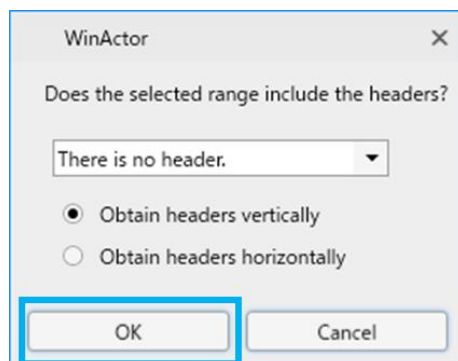 WinActor
Does the selected range include the headers?
There is no header.
Obtain headers vertically
Obtain headers horizontally
OK
Cancel